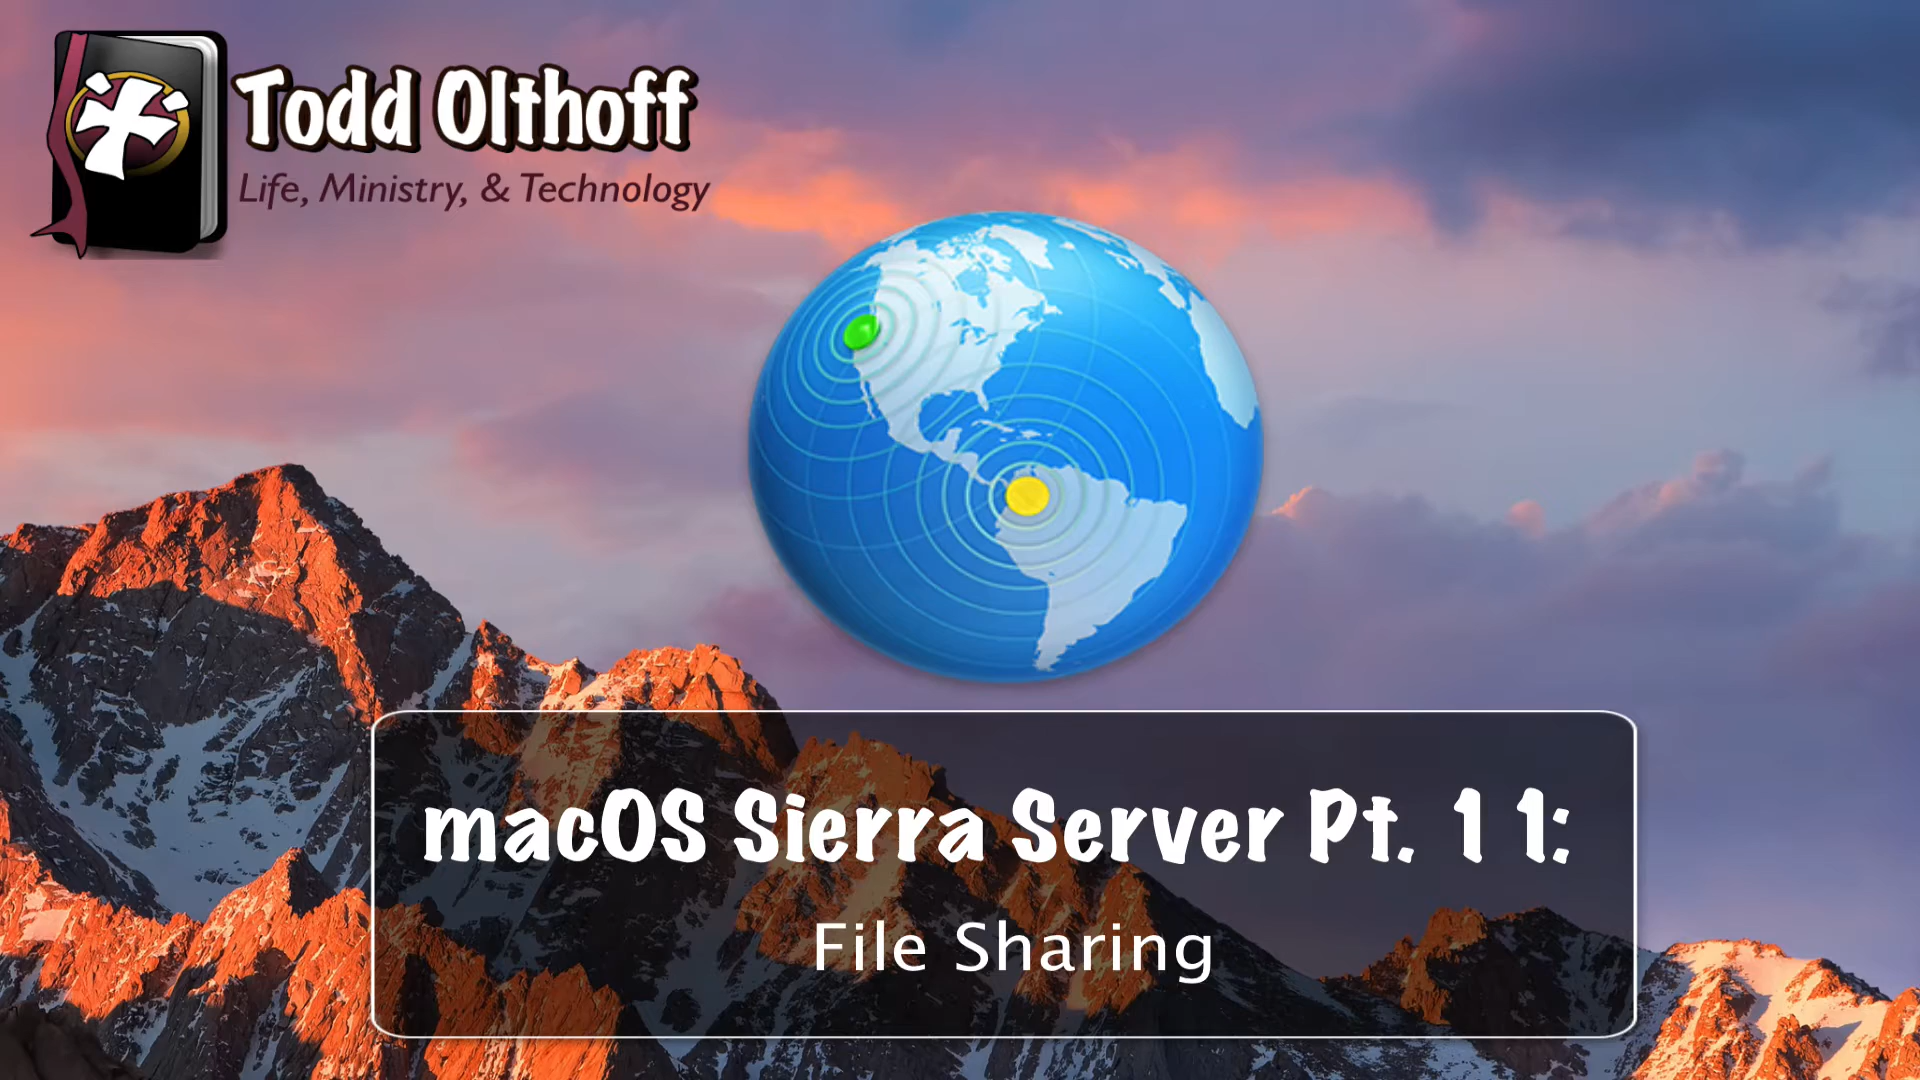 Todd Olthoff
Life, Ministry, & Technology
macOS Sierra Server Pt. 11:
File Sharing